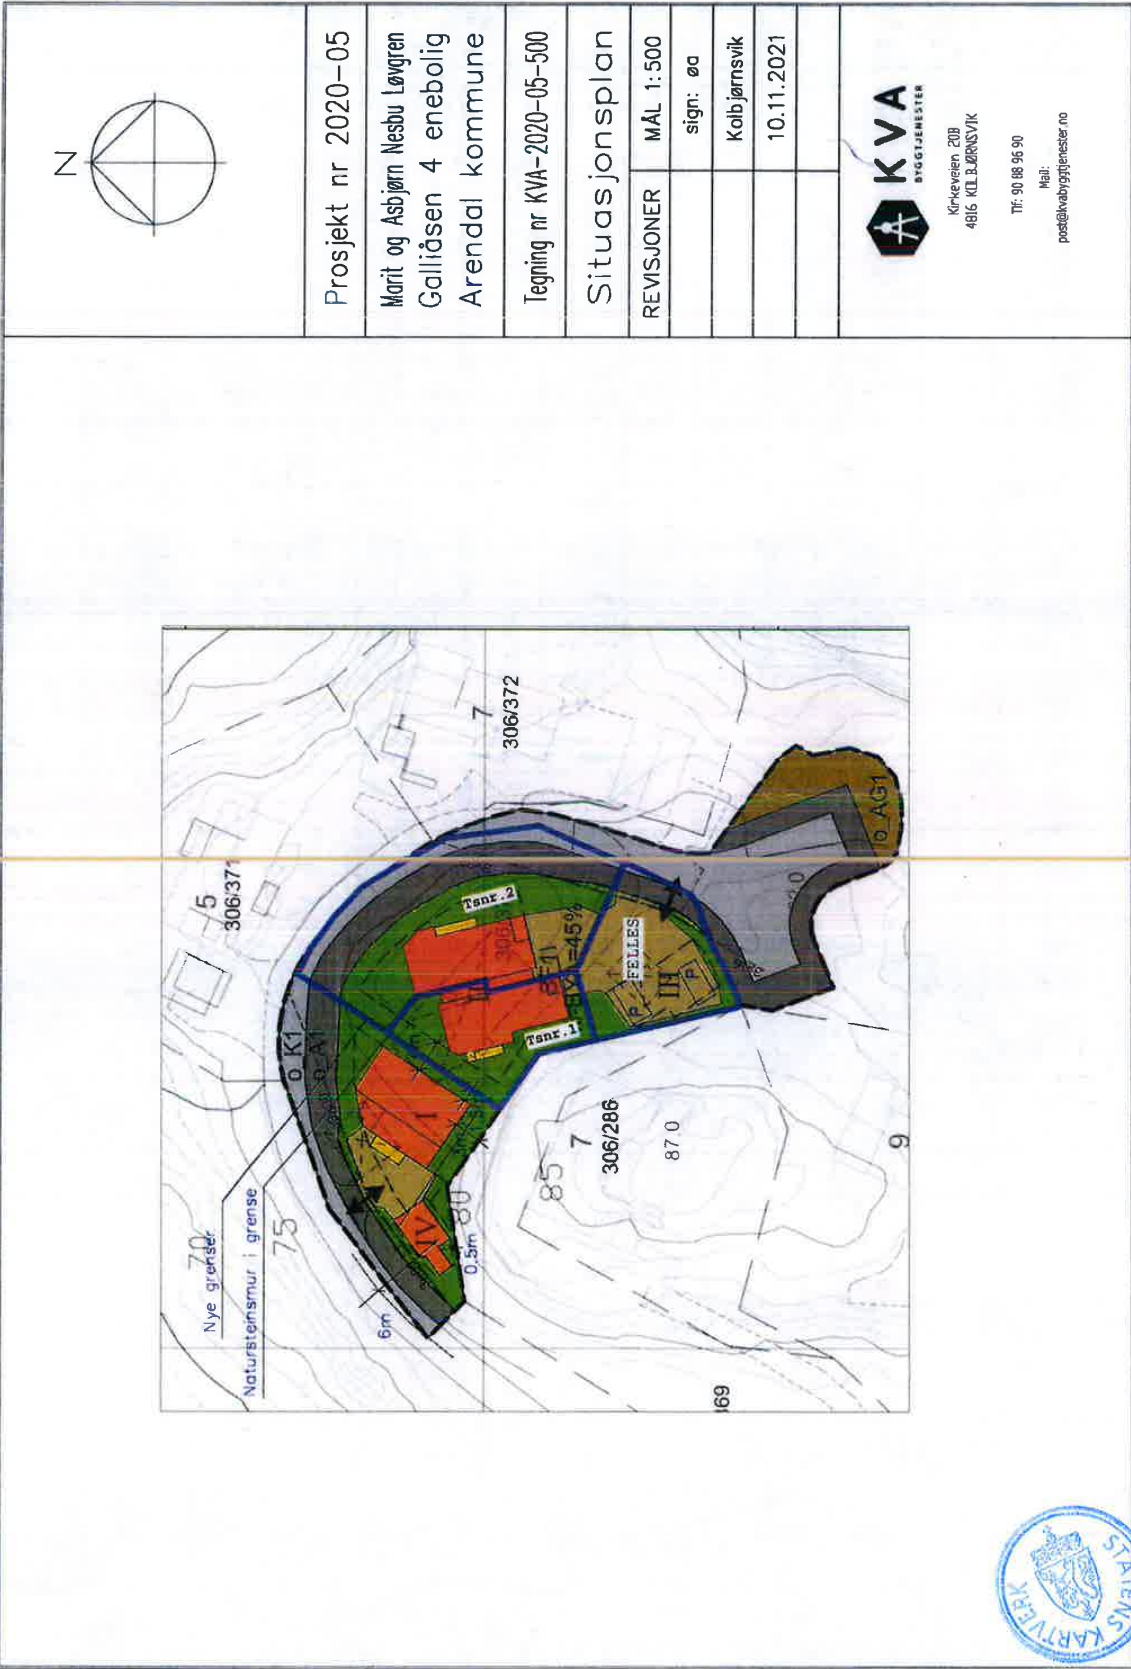 N
Prosjekt nr 2020-05
Marit og Asbjørn Nesbu Løvgren
Galliåsen 4 enebolig
Arendal kommune
Tegning nr KVA-2020-05-500
Situasjonsplan
REVISJONER
MÅL 1:500
sign: øa
Kolbjørnsvik
10.11.2021
KVA
BYGGTJENESTER
Kirkeveien 20B
4816 KOLBJØRNSVIK
Tlf: 90 88 96 90
Mail:
post@kvabyggtjenester.no
5
306/371
7
306/372
Nye grenser
70
Natursteinsmur i grense
75
6m
o_K1
o_A1
I
II
III
IV
80
0.5m
85
Tsnr.2
Tsnr.1
=45%
FELLES
P
P
o_AG1
7
306/286
87.0
9
369
STATENS KARTVERK